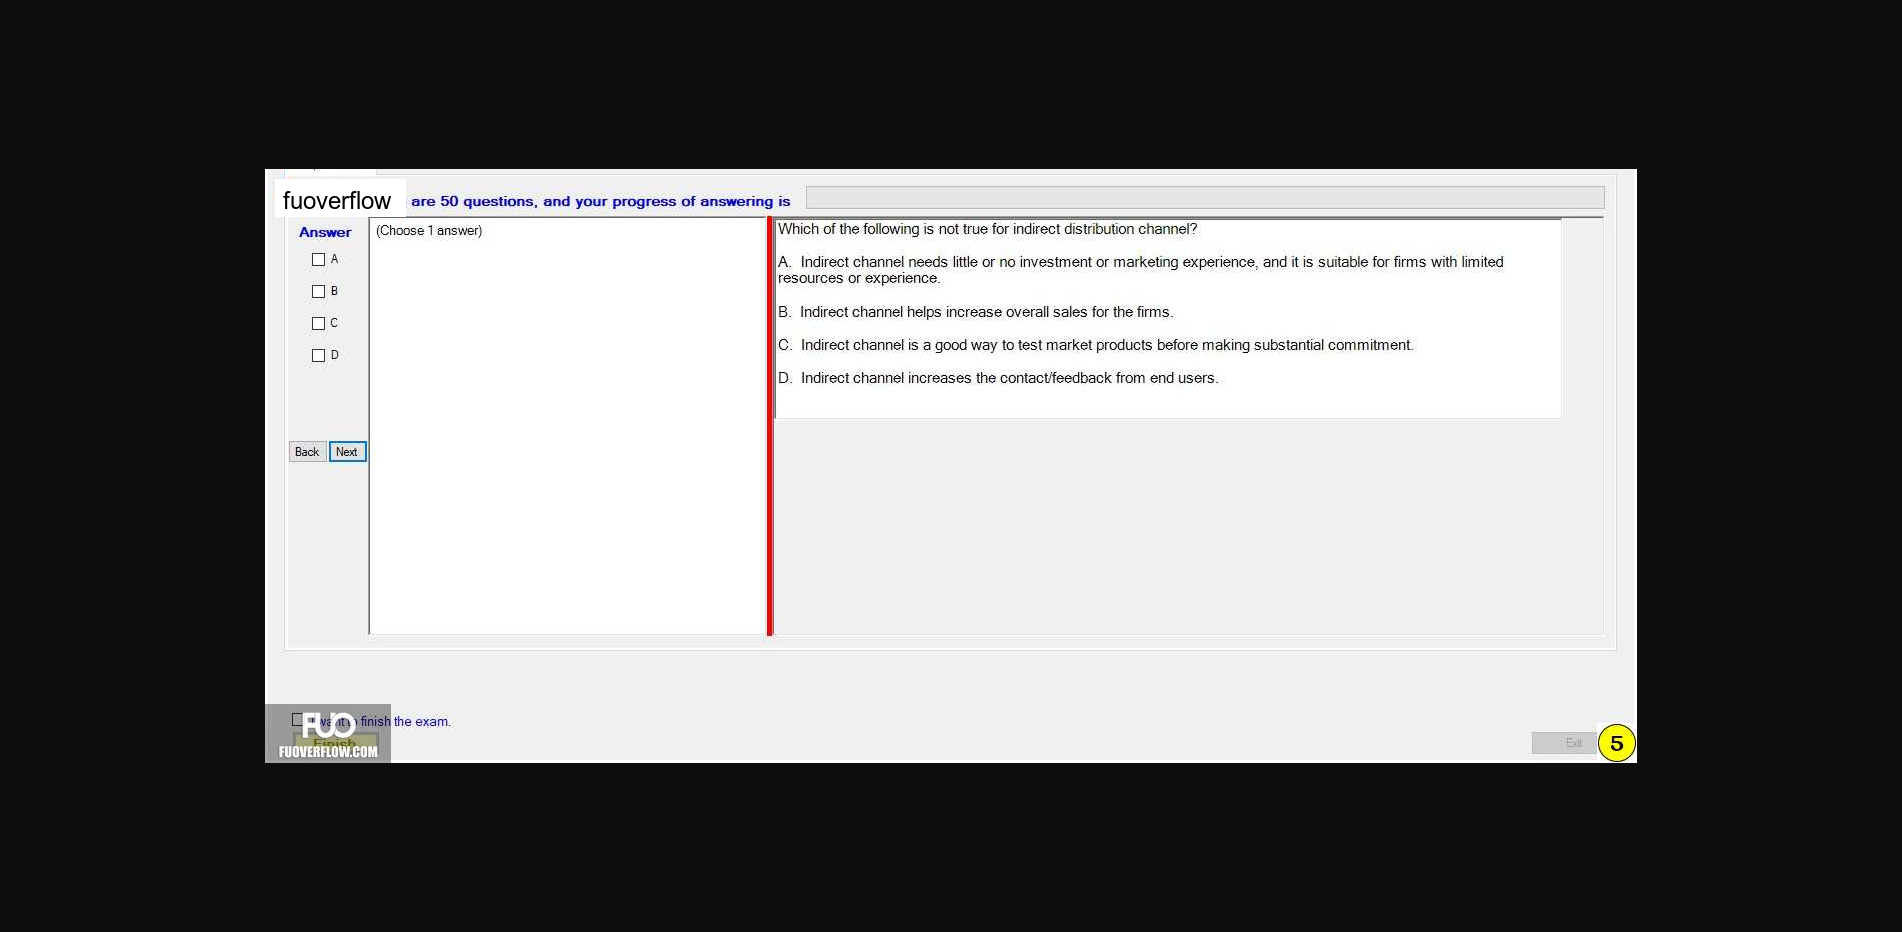 fuoverflow
are 50 questions, and your progress of answering is
Answer
A
B
C
D
Back
Next
(Choose 1 answer)
Which of the following is not true for indirect distribution channel?
A. Indirect channel needs little or no investment or marketing experience, and it is suitable for firms with limited
resources or experience.
B. Indirect channel helps increase overall sales for the firms.
C. Indirect channel is a good way to test market products before making substantial commitment.
D. Indirect channel increases the contact/feedback from end users.
I want to finish the exam.
FUO
Finish
FUOVERFLOW.COM
Exit
5